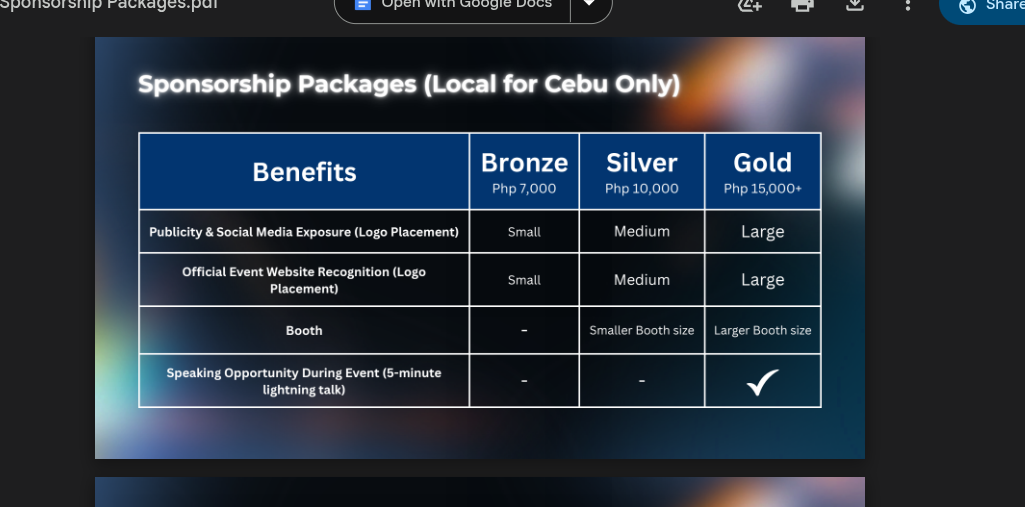 Sponsorship Packages.pdf
Open with Google Docs
Share
Sponsorship Packages (Local for Cebu Only)
Benefits
Bronze
Php 7,000
Silver
Php 10,000
Gold
Php 15,000+
Publicity & Social Media Exposure (Logo Placement)
Small
Medium
Large
Official Event Website Recognition (Logo
Placement)
Small
Medium
Large
Booth
-
Smaller Booth size
Larger Booth size
Speaking Opportunity During Event (5-minute
lightning talk)
-
-
✓